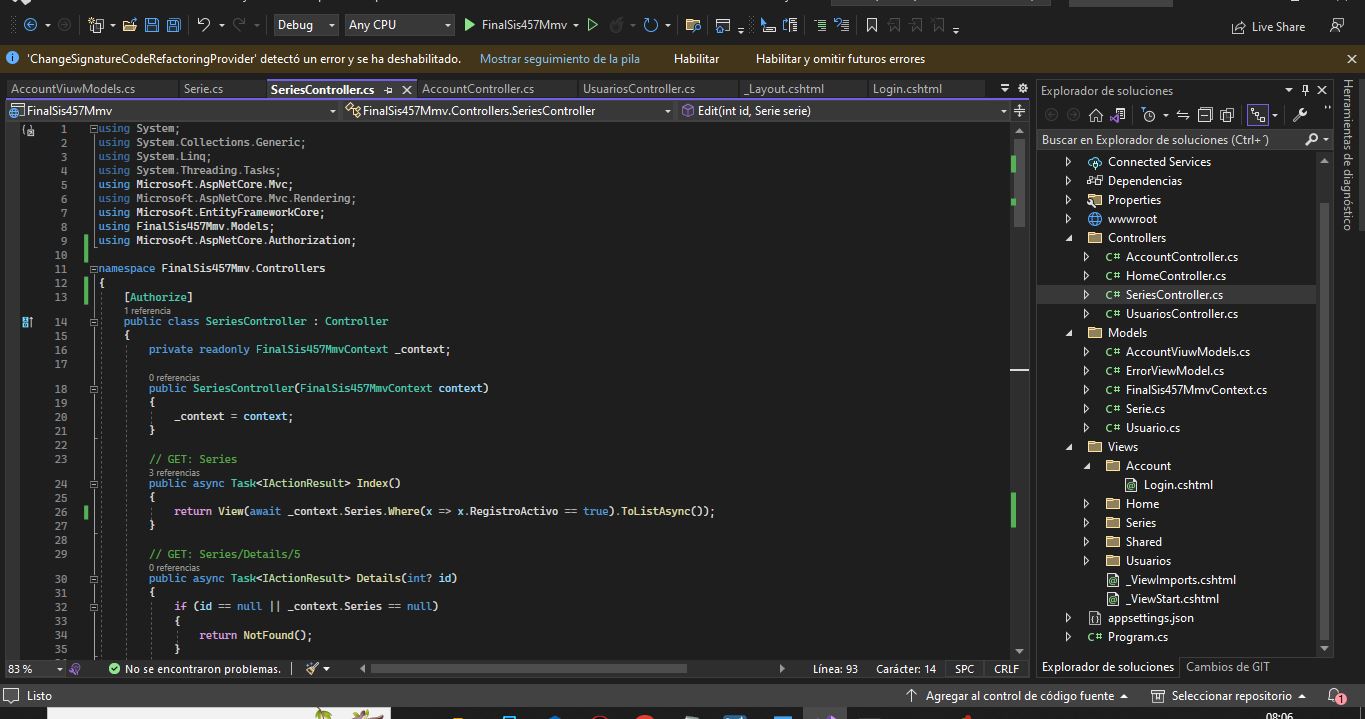 Debug
Any CPU
FinalSis457Mmv
Live Share
'ChangeSignatureCodeRefactoringProvider' detectó un error y se ha deshabilitado.
Mostrar seguimiento de la pila
Habilitar
Habilitar y omitir futuros errores
AccountViuwModels.cs
Serie.cs
SeriesController.cs
AccountController.cs
UsuariosController.cs
_Layout.cshtml
Login.cshtml
FinalSis457Mmv
FinalSis457Mmv.Controllers.SeriesController
Edit(int id, Serie serie)
1 using System;
2 using System.Collections.Generic;
3 using System.Linq;
4 using System.Threading.Tasks;
5 using Microsoft.AspNetCore.Mvc;
6 using Microsoft.AspNetCore.Mvc.Rendering;
7 using Microsoft.EntityFrameworkCore;
8 using FinalSis457Mmv.Models;
9 using Microsoft.AspNetCore.Authorization;
10
11 namespace FinalSis457Mmv.Controllers
12 {
13 [Authorize]
1 referencia
14 public class SeriesController : Controller
15 {
16 private readonly FinalSis457MmvContext _context;
17
0 referencias
18 public SeriesController(FinalSis457MmvContext context)
19 {
20 _context = context;
21 }
22
23 // GET: Series
3 referencias
24 public async Task<IActionResult> Index()
25 {
26 return View(await _context.Series.Where(x => x.RegistroActivo == true).ToListAsync());
27 }
28
29 // GET: Series/Details/5
0 referencias
30 public async Task<IActionResult> Details(int? id)
31 {
32 if (id == null || _context.Series == null)
33 {
34 return NotFound();
35 }
83 %
No se encontraron problemas.
Línea: 93
Carácter: 14
SPC
CRLF
Explorador de soluciones
Buscar en Explorador de soluciones (Ctrl+´)
Connected Services
Dependencias
Properties
wwwroot
Controllers
C# AccountController.cs
C# HomeController.cs
C# SeriesController.cs
C# UsuariosController.cs
Models
C# AccountViuwModels.cs
C# ErrorViewModel.cs
C# FinalSis457MmvContext.cs
C# Serie.cs
C# Usuario.cs
Views
Account
Login.cshtml
Home
Series
Shared
Usuarios
_ViewImports.cshtml
_ViewStart.cshtml
appsettings.json
C# Program.cs
Explorador de soluciones
Cambios de GIT
Herramientas de diagnóstico
Listo
Agregar al control de código fuente
Seleccionar repositorio
1
08:06